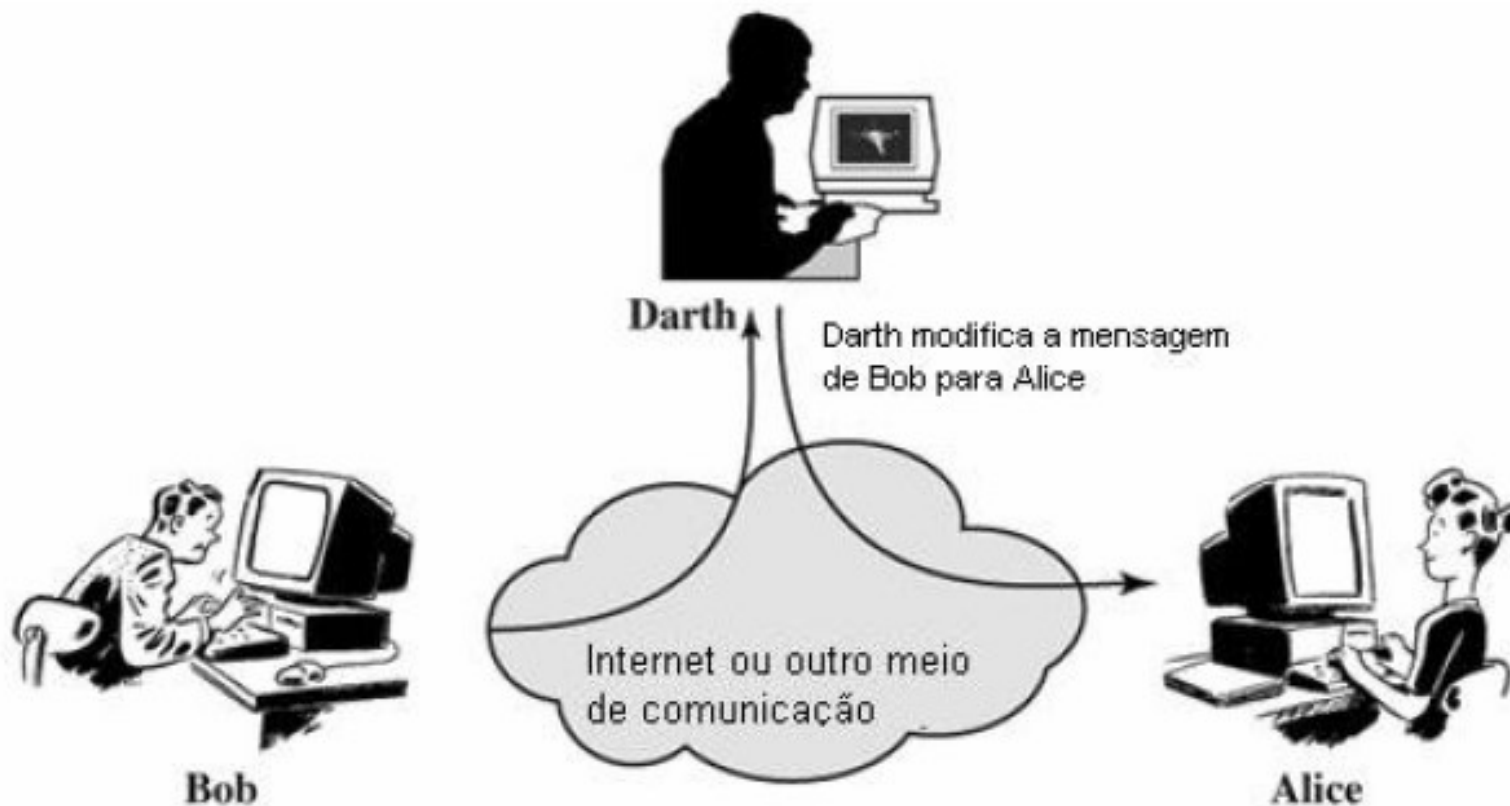 Darth
Darth modifica a mensagem
de Bob para Alice
Internet ou outro meio
de comunicação
Bob
Alice